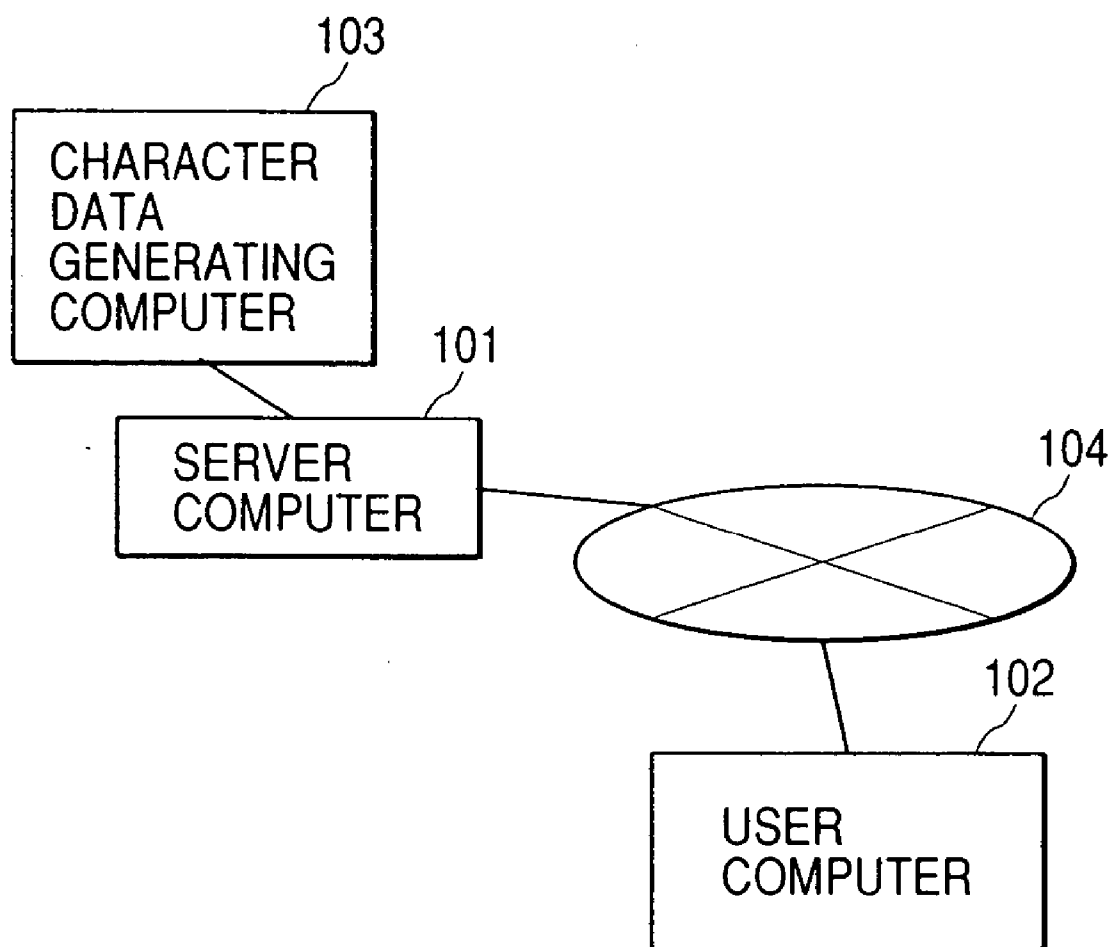 103
CHARACTER
DATA
GENERATING
COMPUTER
101
SERVER
COMPUTER
104
102
USER
COMPUTER